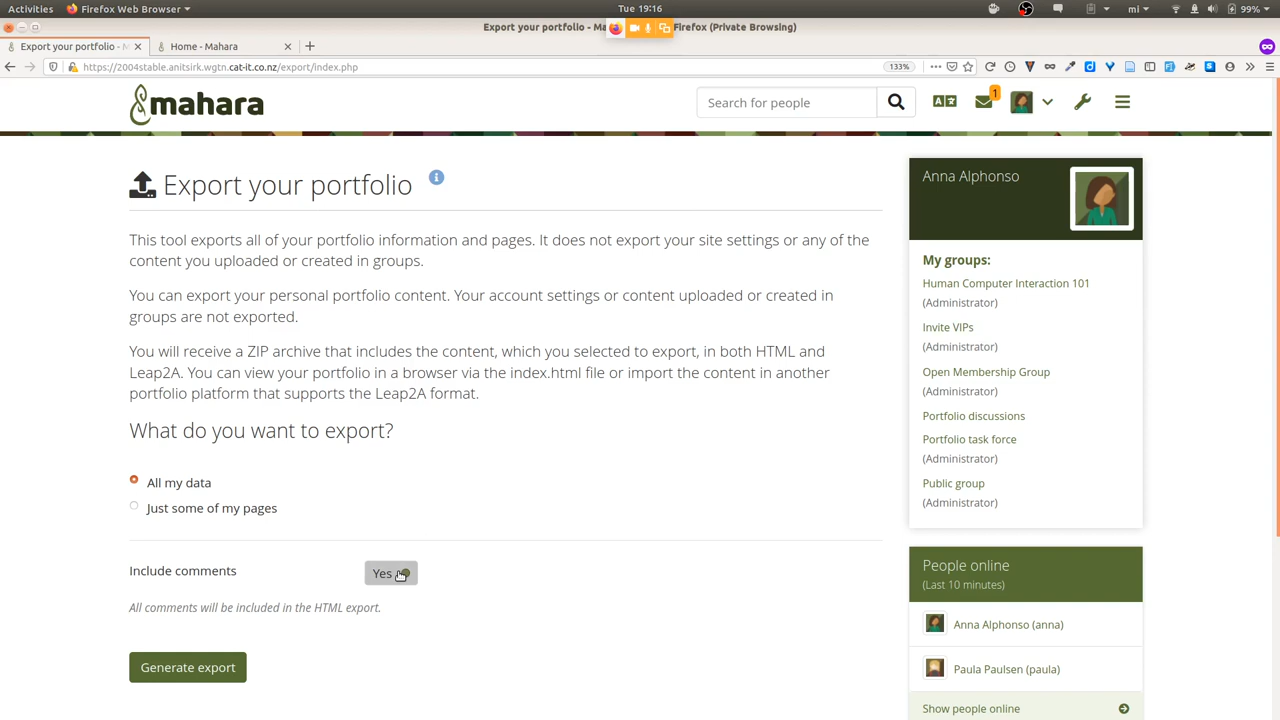 Activities Firefox Web Browser Tue 19:16 mi 99%
Export your portfolio - Ma Firefox (Private Browsing)
Export your portfolio - M Home - Mahara
https://2004stable.anitsirk.wgtn.cat-it.co.nz/export/index.php 133%
mahara
Search for people
1
Export your portfolio
This tool exports all of your portfolio information and pages. It does not export your site settings or any of the
content you uploaded or created in groups.
You can export your personal portfolio content. Your account settings or content uploaded or created in
groups are not exported.
You will receive a ZIP archive that includes the content, which you selected to export, in both HTML and
Leap2A. You can view your portfolio in a browser via the index.html file or import the content in another
portfolio platform that supports the Leap2A format.
What do you want to export?
All my data
Just some of my pages
Include comments Yes
All comments will be included in the HTML export.
Generate export
Anna Alphonso
My groups:
Human Computer Interaction 101
(Administrator)
Invite VIPs
(Administrator)
Open Membership Group
(Administrator)
Portfolio discussions
Portfolio task force
(Administrator)
Public group
(Administrator)
People online
(Last 10 minutes)
Anna Alphonso (anna)
Paula Paulsen (paula)
Show people online